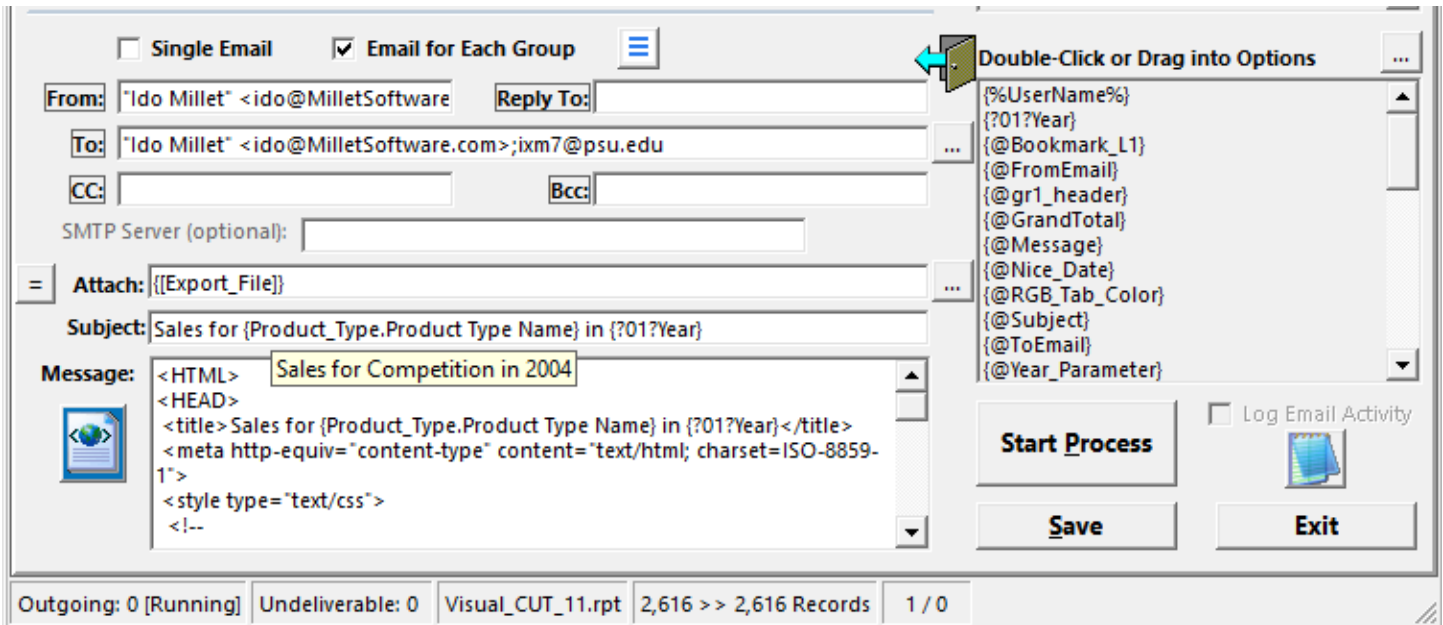 Single Email
Email for Each Group
From: "Ido Millet" <ido@MilletSoftware
Reply To:
To: "Ido Millet" <ido@MilletSoftware.com>;ixm7@psu.edu
...
CC:
Bcc:
SMTP Server (optional):
= Attach: {[Export_File]}
...
Subject: Sales for {Product_Type.Product Type Name} in {?01?Year}
Sales for Competition in 2004
Message:
<HTML>
<HEAD>
<title>Sales for {Product_Type.Product Type Name} in {?01?Year}</title>
<meta http-equiv="content-type" content="text/html; charset=ISO-8859-
1">
<style type="text/css">
<!--
Double-Click or Drag into Options
...
{%UserName%}
{?01?Year}
{@Bookmark_L1}
{@FromEmail}
{@gr1_header}
{@GrandTotal}
{@Message}
{@Nice_Date}
{@RGB_Tab_Color}
{@Subject}
{@ToEmail}
{@Year_Parameter}
Start Process
Log Email Activity
Save
Exit
Outgoing: 0 [Running]
Undeliverable: 0
Visual_CUT_11.rpt
2,616 >> 2,616 Records
1 / 0